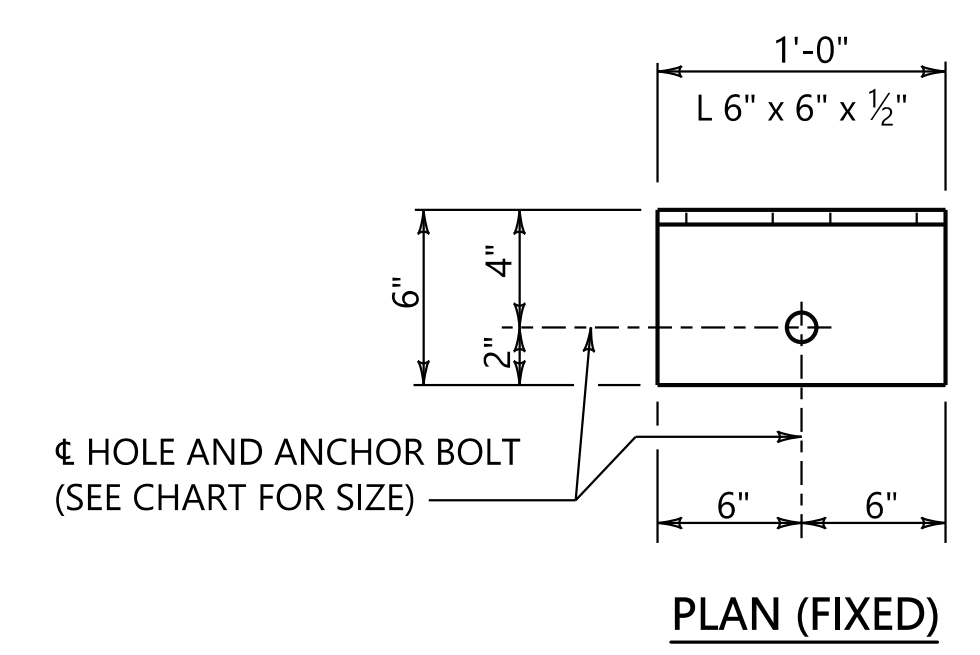 1'-0"
L 6" x 6" x ½"
4"
6"
2"
℄ HOLE AND ANCHOR BOLT
(SEE CHART FOR SIZE)
6" 6"
PLAN (FIXED)